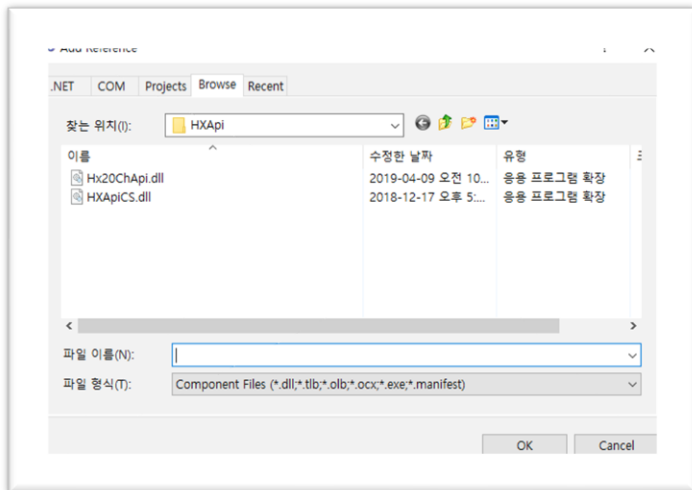 Add Reference
.NET COM Projects Browse Recent
찾는 위치(I): HXApi
이름 수정한 날짜 유형
Hx20ChApi.dll 2019-04-09 오전 10... 응용 프로그램 확장
HXApiCS.dll 2018-12-17 오후 5:... 응용 프로그램 확장
파일 이름(N):
파일 형식(T): Component Files (*.dll;*.tlb;*.olb;*.ocx;*.exe;*.manifest)
OK Cancel